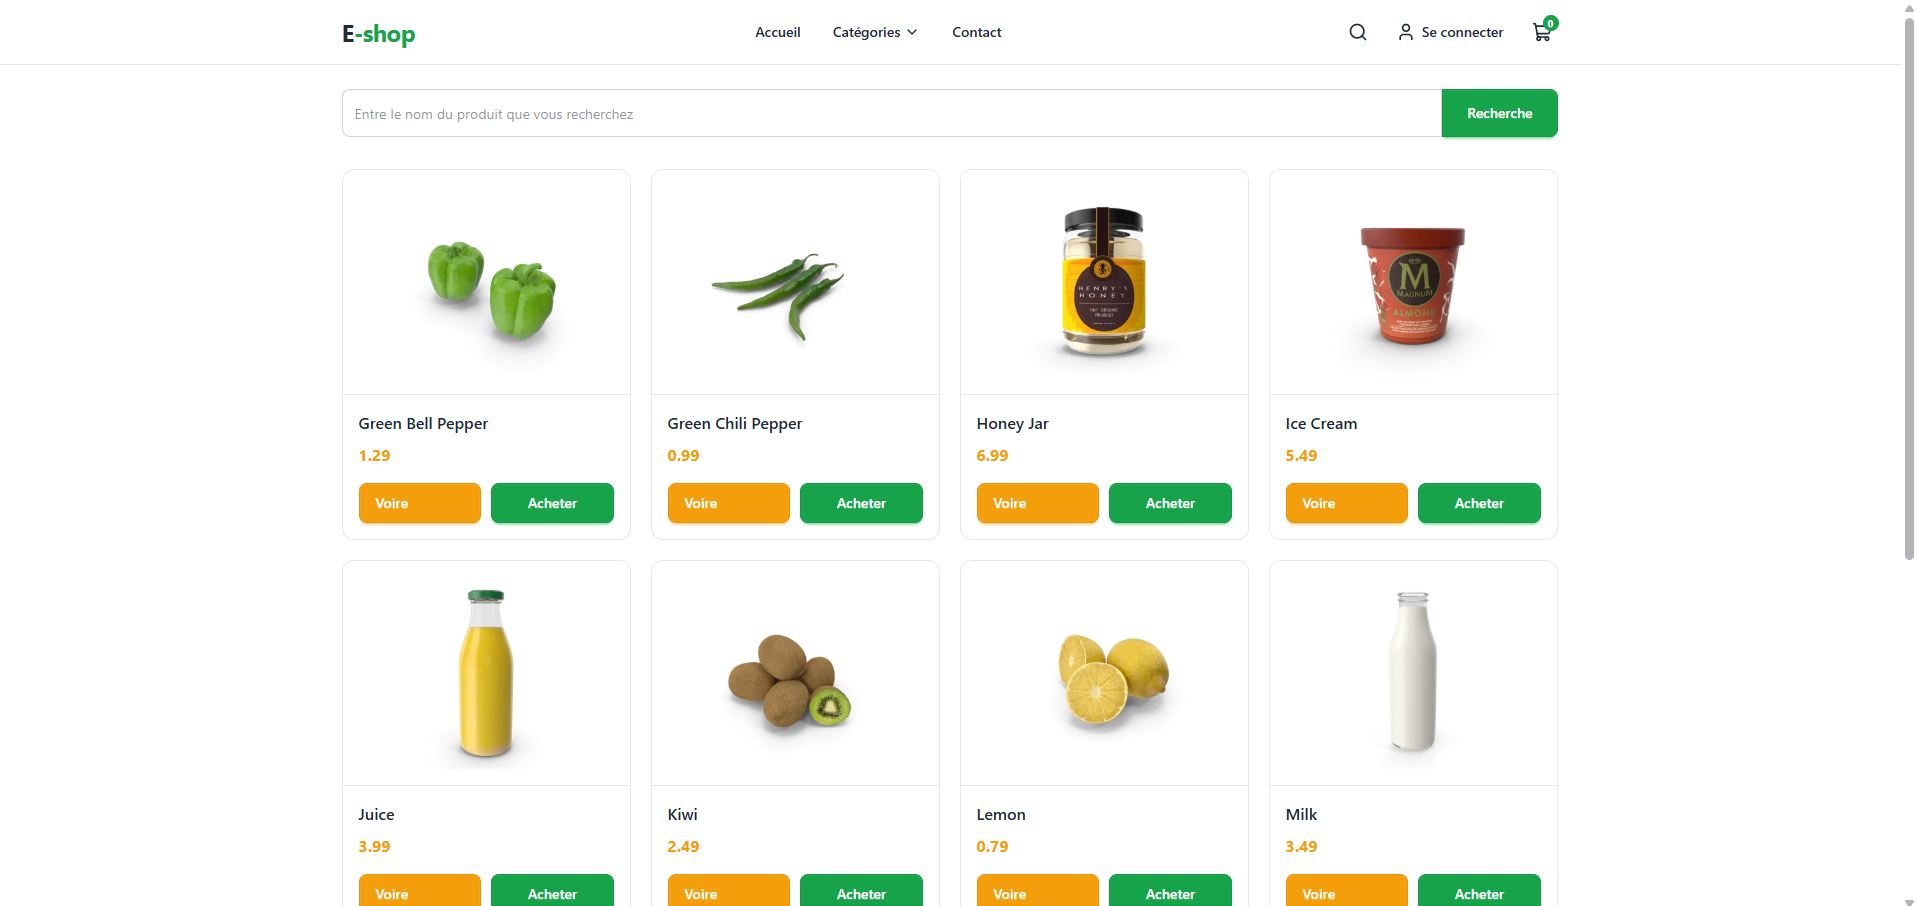 E-shop
Accueil
Catégories
Contact
Se connecter
0
Entre le nom du produit que vous recherchez
Recherche
HENRY'S
HONEY
MAGNUM
ALMOND
Green Bell Pepper
Green Chili Pepper
Honey Jar
Ice Cream
1.29
0.99
6.99
5.49
Voire
Acheter
Voire
Acheter
Voire
Acheter
Voire
Acheter
Juice
Kiwi
Lemon
Milk
3.99
2.49
0.79
3.49
Voire
Acheter
Voire
Acheter
Voire
Acheter
Voire
Acheter